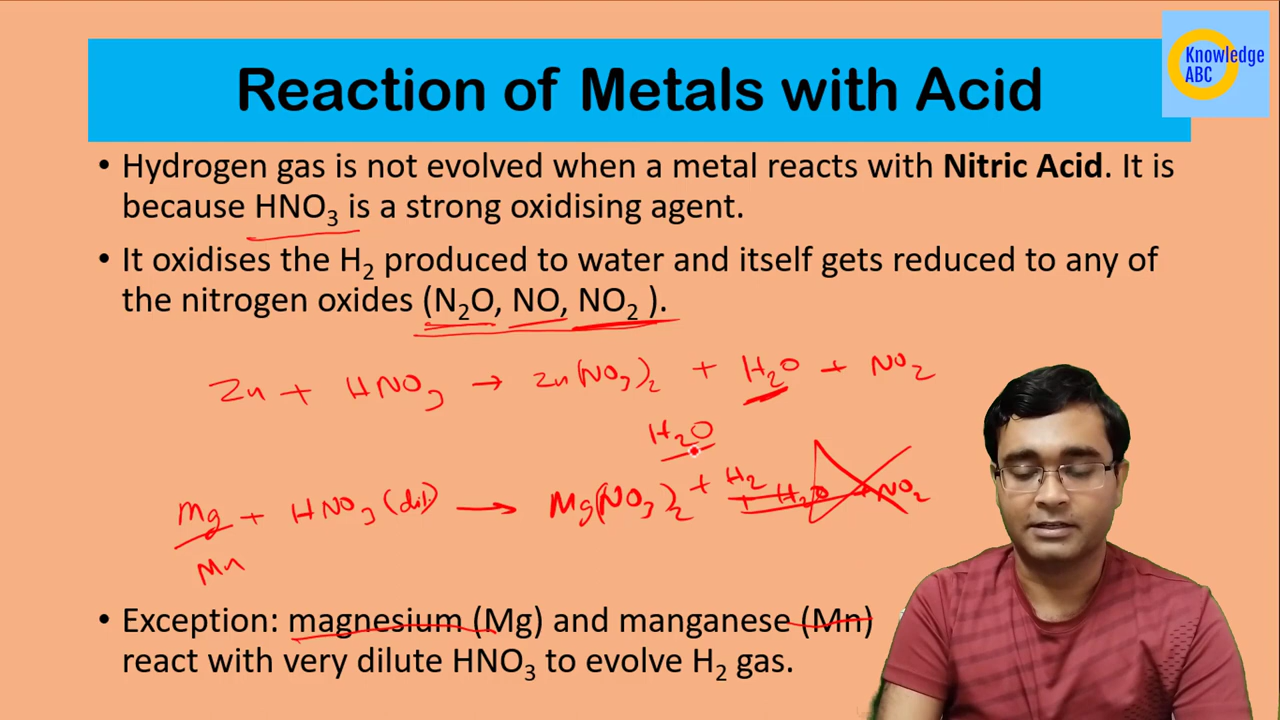 Knowledge
ABC
Reaction of Metals with Acid
• Hydrogen gas is not evolved when a metal reacts with Nitric Acid. It is
because HNO₃ is a strong oxidising agent.
• It oxidises the H₂ produced to water and itself gets reduced to any of
the nitrogen oxides (N₂O, NO, NO₂ ).
Zn + HNO₃ → Zn(NO₃)₂ + H₂O + NO₂
H₂O
Mg + HNO₃ (dil) → Mg(NO₃)₂ + H₂ + H₂O + NO₂
Mn
• Exception: magnesium (Mg) and manganese (Mn)
react with very dilute HNO₃ to evolve H₂ gas.